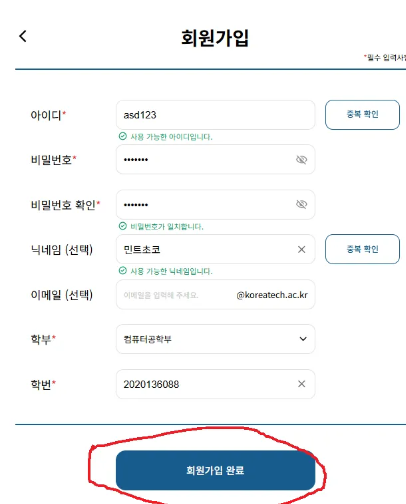 회원가입
*필수 입력사항
아이디* asd123 중복 확인
사용 가능한 아이디입니다.
비밀번호* •••••••
비밀번호 확인* •••••••
비밀번호가 일치합니다.
닉네임 (선택) 민트초코 중복 확인
사용 가능한 닉네임입니다.
이메일 (선택) 이메일을 입력해 주세요. @koreatech.ac.kr
학부* 컴퓨터공학부
학번* 2020136088
회원가입 완료